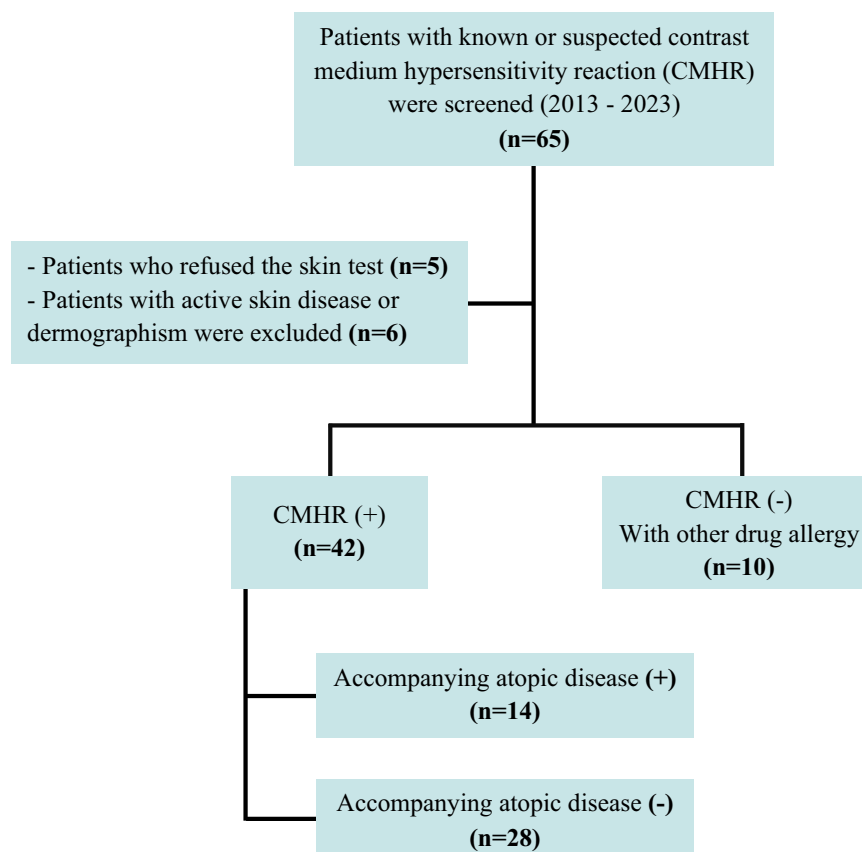 Patients with known or suspected contrast
medium hypersensitivity reaction (CMHR)
were screened (2013 - 2023)
(n=65)
- Patients who refused the skin test (n=5)
- Patients with active skin disease or
dermographism were excluded (n=6)
CMHR (+)
(n=42)
CMHR (-)
With other drug allergy
(n=10)
Accompanying atopic disease (+)
(n=14)
Accompanying atopic disease (-)
(n=28)